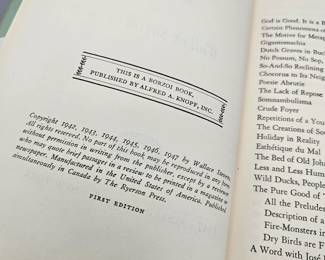 THIS IS A BORZOI BOOK,
PUBLISHED BY ALFRED A. KNOPF, INC.
Copyright 1942, 1943, 1944, 1945, 1946, 1947 by Wallace Stevens.
All rights reserved. No part of this book may be reproduced in any form
without permission in writing from the publisher, except by a reviewer
who may quote brief passages in a review to be printed in a magazine or
newspaper. Manufactured in the United States of America. Published
simultaneously in Canada by The Ryerson Press.
FIRST EDITION
God is Good. It is a B
Certain Phenomena of
The Motive for Metap
Gigantomachia
Dutch Graves in Buck
No Possum, No Sop,
So-And-So Reclining
Chocorua to Its Neig
Poesie Abrutie
The Lack of Repose
Somnambulisma
Crude Foyer
Repetitions of a You
The Creations of So
Holiday in Reality
Esthétique du Mal
The Bed of Old John
Less and Less Hum
Wild Ducks, People
The Pure Good of
All the Prelude
Description of a
Fire-Monsters in
Dry Birds are F
A Word with José